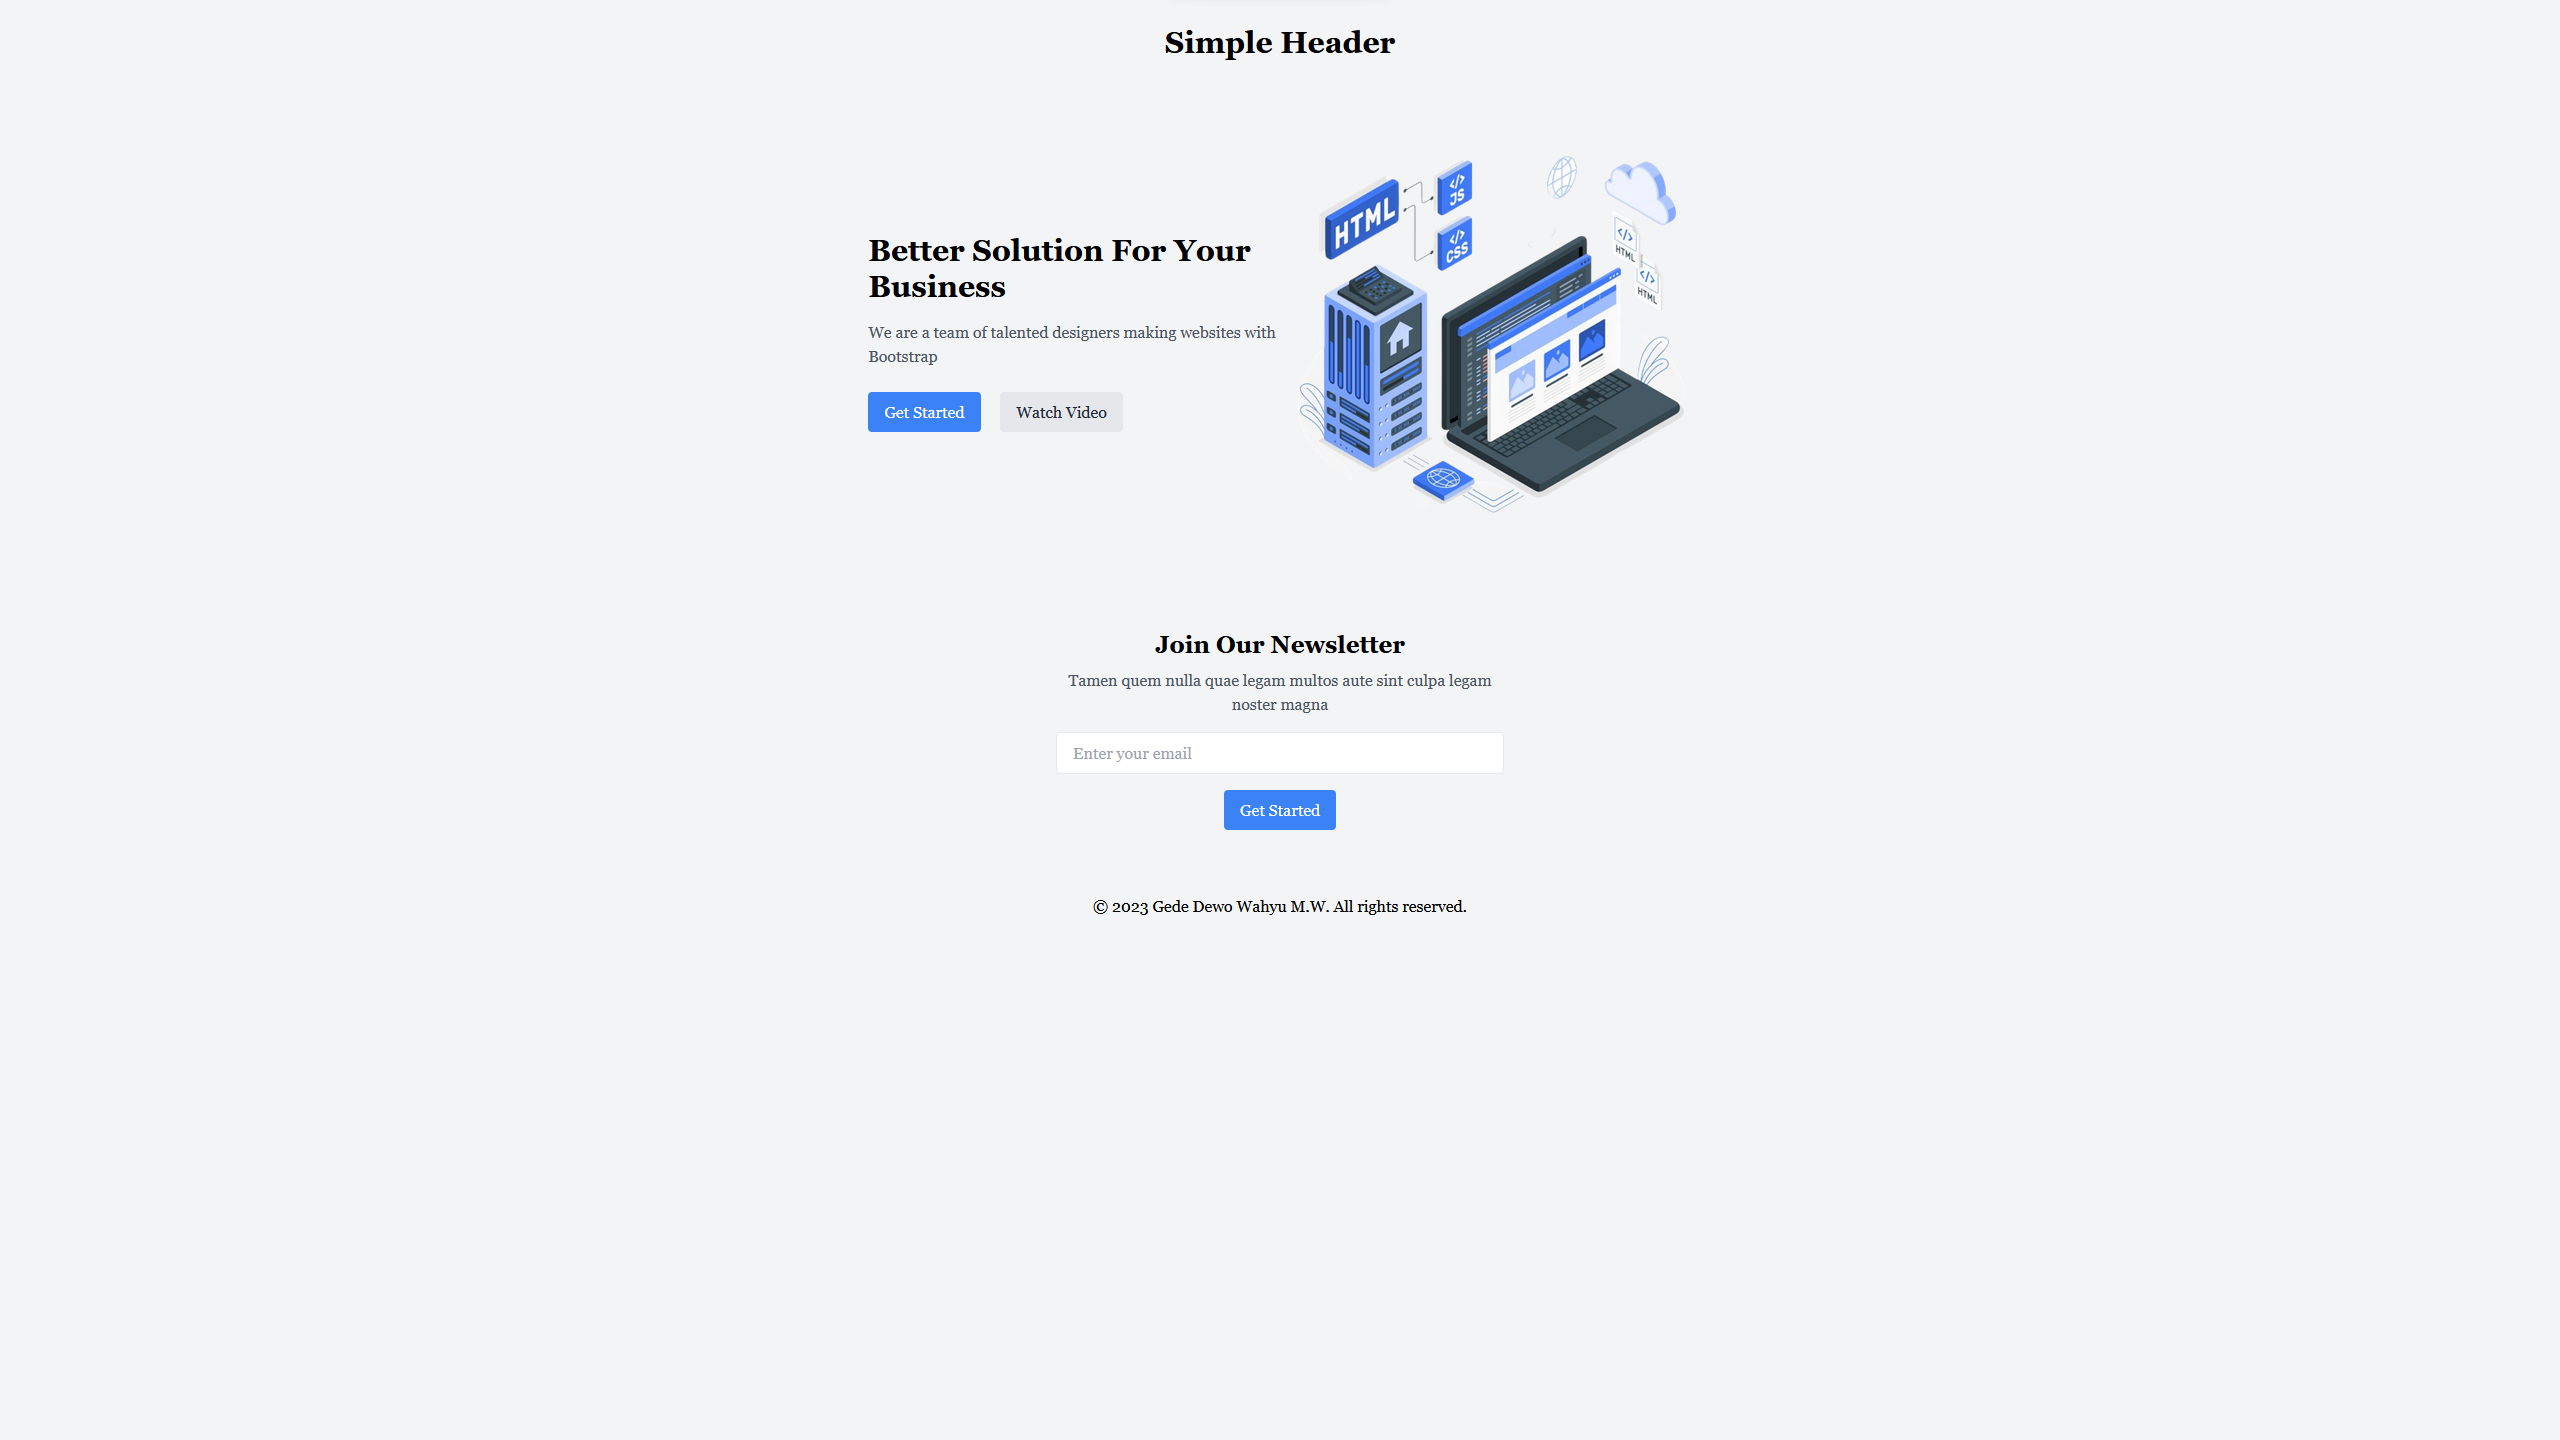 Simple Header
HTML
</> JS
</> CSS
</> HTML
</> HTML
Better Solution For Your
Business
We are a team of talented designers making websites with
Bootstrap
Get Started
Watch Video
Join Our Newsletter
Tamen quem nulla quae legam multos aute sint culpa legam
noster magna
Enter your email
Get Started
© 2023 Gede Dewo Wahyu M.W. All rights reserved.